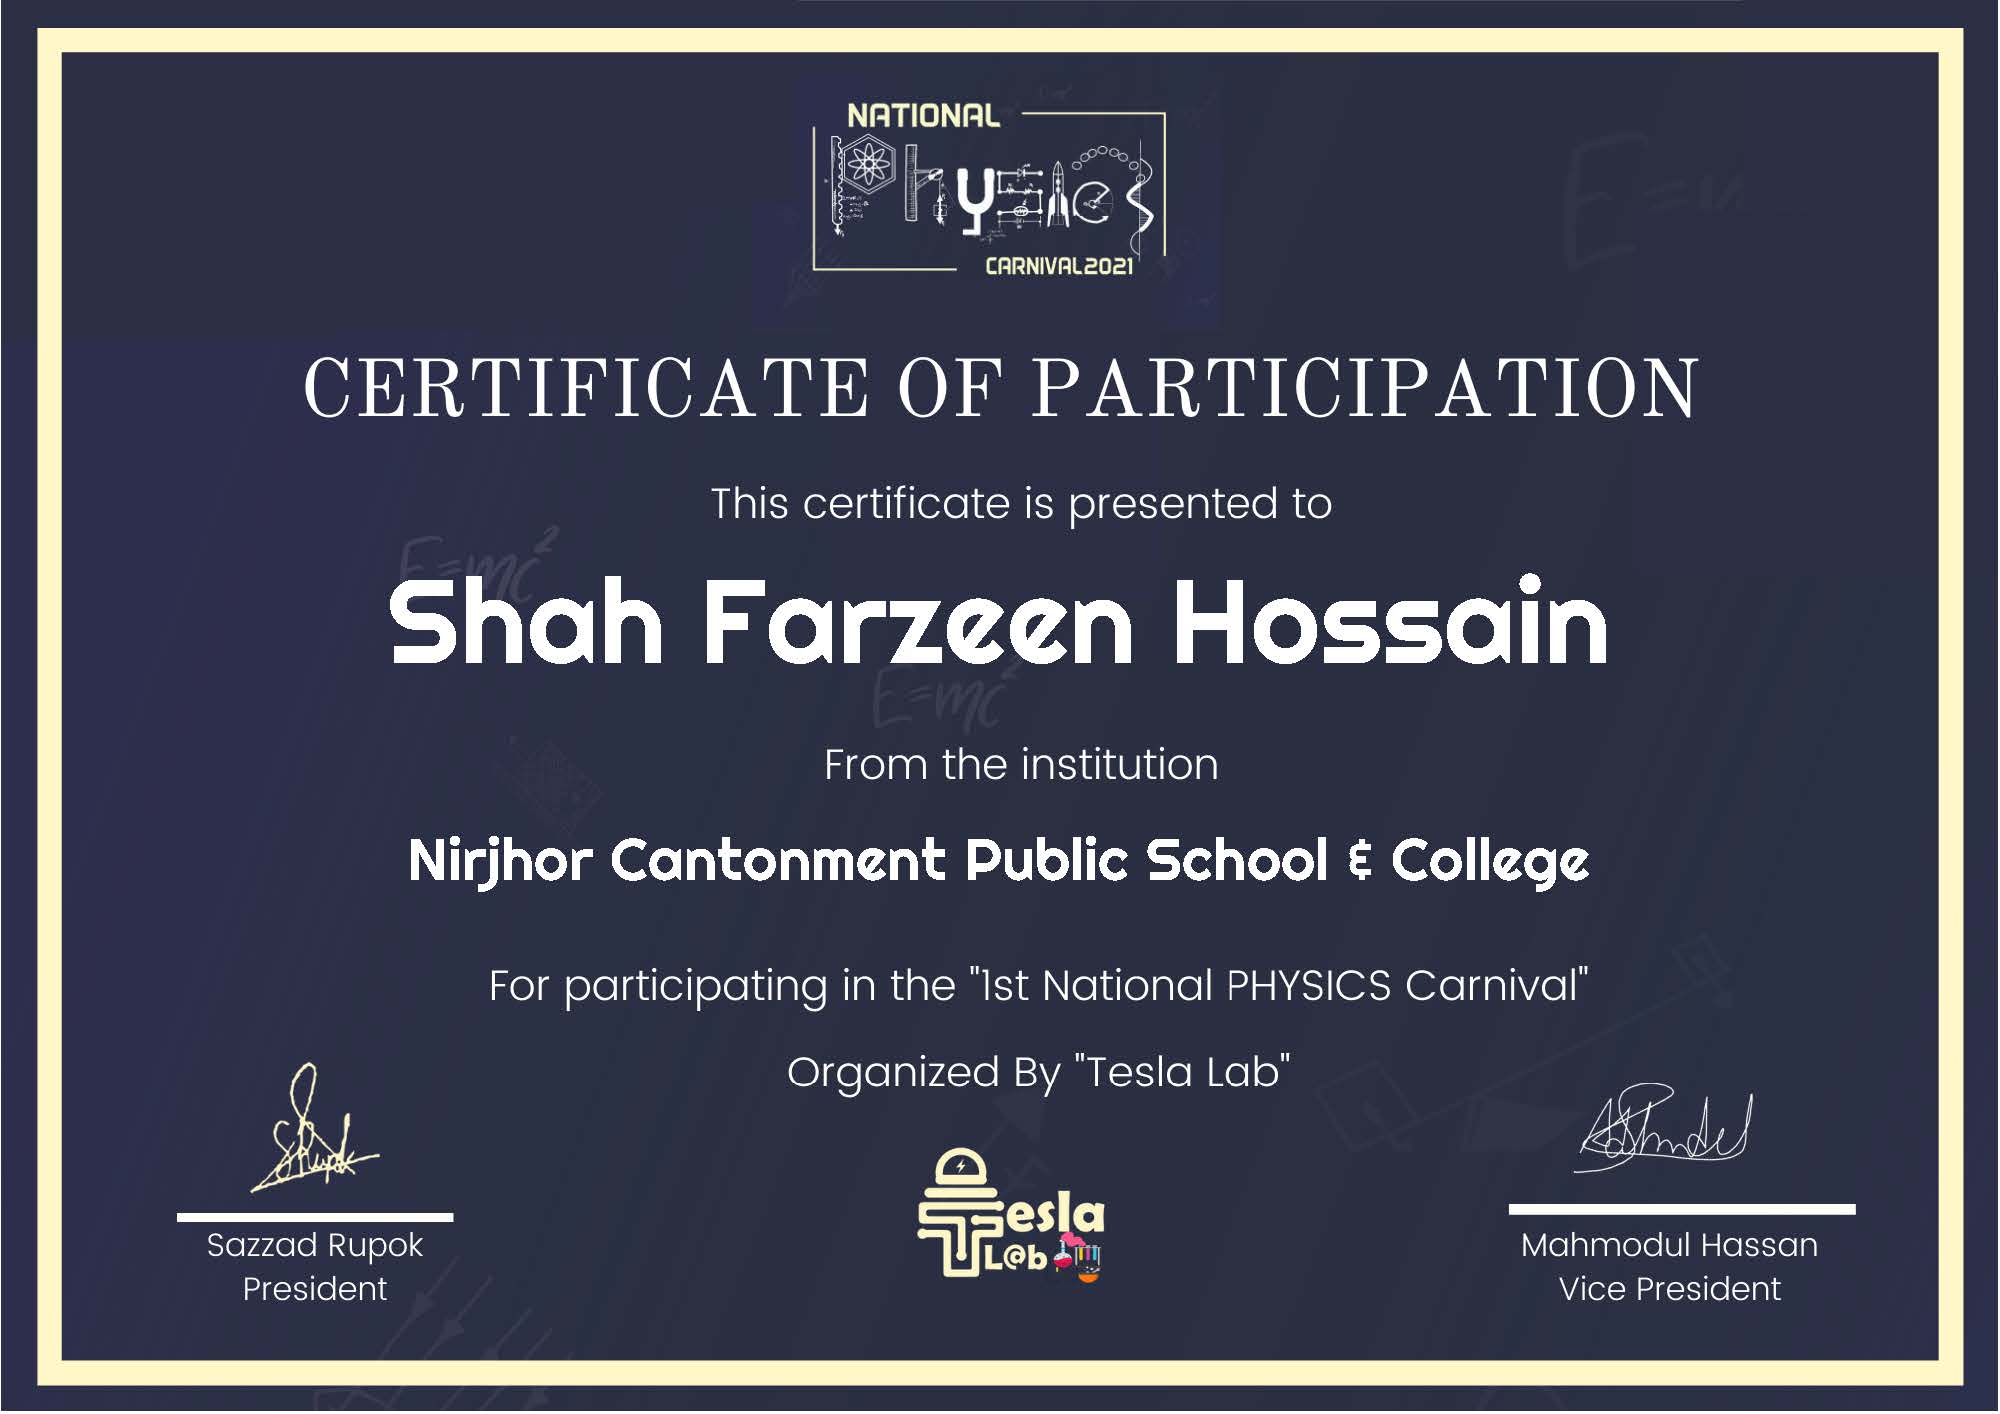 NATIONAL
Physics
CARNIVAL2021
CERTIFICATE OF PARTICIPATION
This certificate is presented to
E=mc²
Shah Farzeen Hossain
E=mc²
From the institution
Nirjhor Cantonment Public School & College
For participating in the "1st National PHYSICS Carnival"
Organized By "Tesla Lab"
Tesla
L@b
Sazzad Rupok
President
Mahmodul Hassan
Vice President